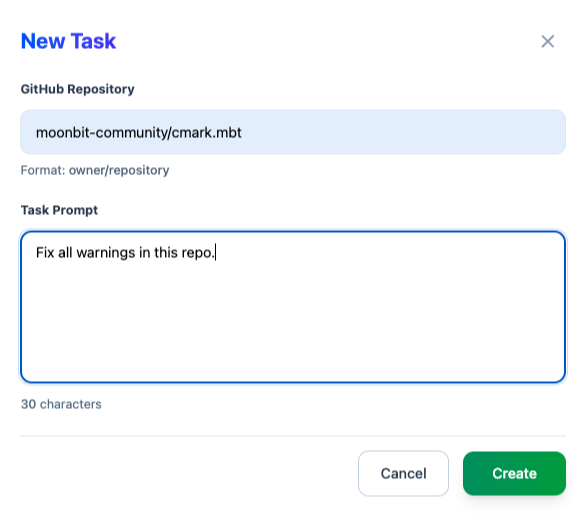 New Task
GitHub Repository
moonbit-community/cmark.mbt
Format: owner/repository
Task Prompt
Fix all warnings in this repo.
30 characters
Cancel
Create